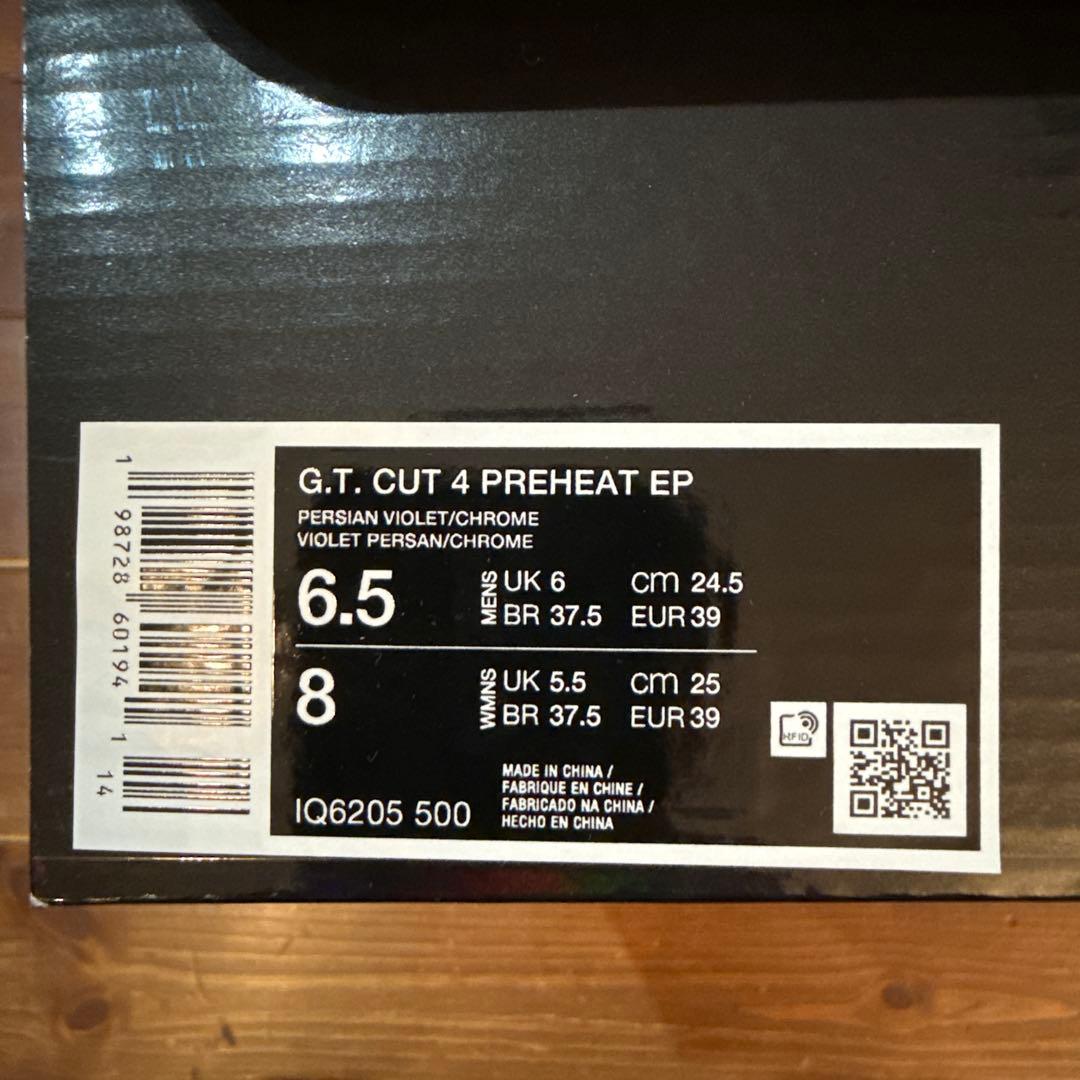 G.T. CUT 4 PREHEAT EP
PERSIAN VIOLET/CHROME
VIOLET PERSAN/CHROME
6.5 MENS UK 6 cm 24.5
BR 37.5 EUR 39
8 WMNS UK 5.5 cm 25
BR 37.5 EUR 39
IQ6205 500
MADE IN CHINA /
FABRIQUE EN CHINE /
FABRICADO NA CHINA /
HECHO EN CHINA
RFID
1 98728 60194 1 14